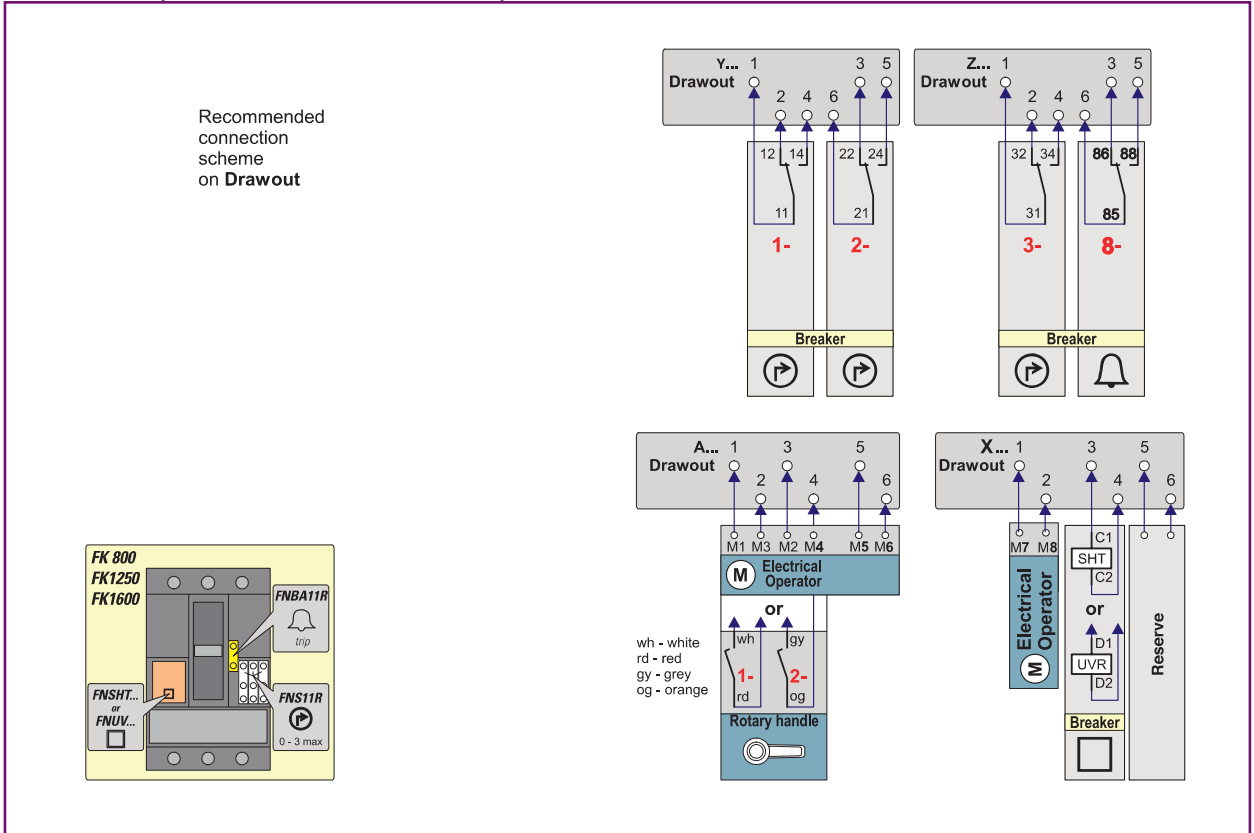 Recommended
connection
scheme
on Drawout
Y... 1 3 5
Drawout
2 4 6
12 14 22 24
11 21
1- 2-
Breaker
Z... 1 3 5
Drawout
2 4 6
32 34 86 88
31 85
3- 8-
Breaker
A... 1 3 5
Drawout
2 4 6
M1 M3 M2 M4 M5 M6
M Electrical
Operator
or
wh gy
1- 2-
rd og
Rotary handle
wh - white
rd - red
gy - grey
og - orange
X... 1 3 5
Drawout
2 4 6
M7 M8
M Electrical
Operator
C1
SHT
C2
or
D1
UVR
D2
Breaker
Reserve
FK 800
FK1250
FK1600
FNBA11R
trip
FNSHT...
or
FNUV...
FNS11R
0 - 3 max